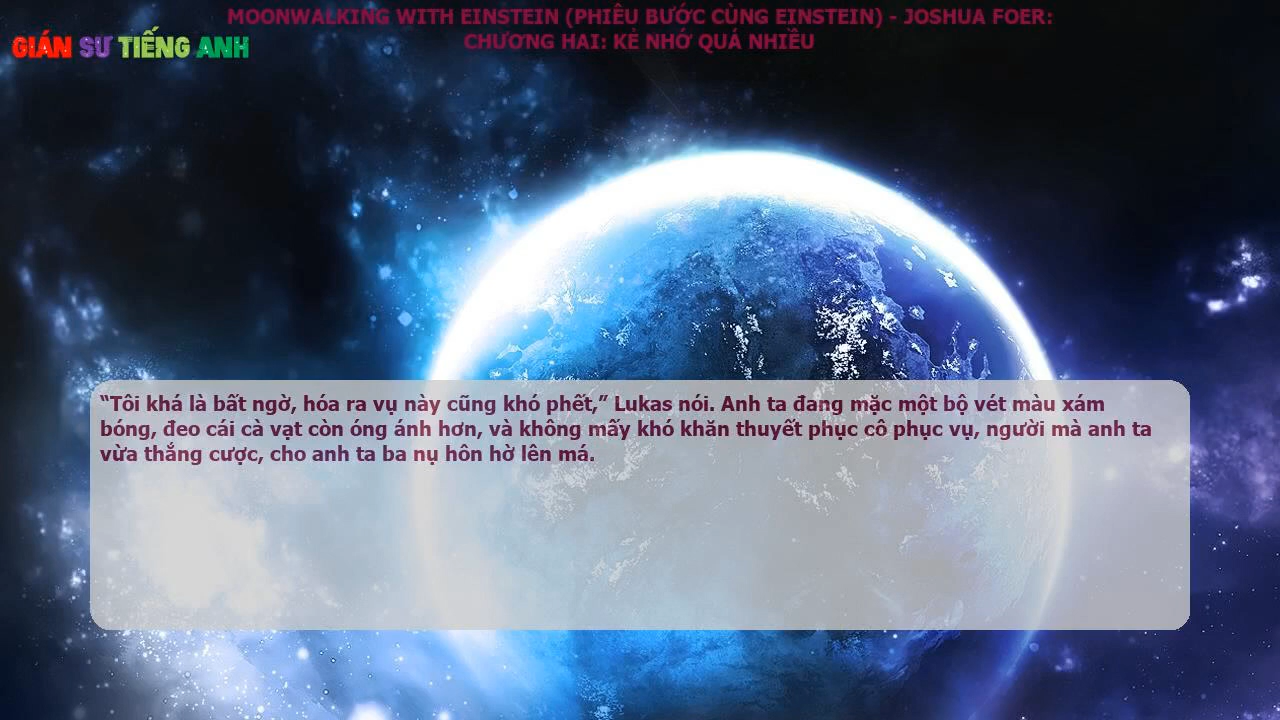 MOONWALKING WITH EINSTEIN (PHIÊU BƯỚC CÙNG EINSTEIN) - JOSHUA FOER:
CHƯƠNG HAI: KẺ NHỚ QUÁ NHIỀU
GIÁN SƯ TIẾNG ANH
“Tôi khá là bất ngờ, hóa ra vụ này cũng khó phết,” Lukas nói. Anh ta đang mặc một bộ vét màu xám
bóng, đeo cái cà vạt còn óng ánh hơn, và không mấy khó khăn thuyết phục cô phục vụ, người mà anh ta
vừa thắng cược, cho anh ta ba nụ hôn hờ lên má.